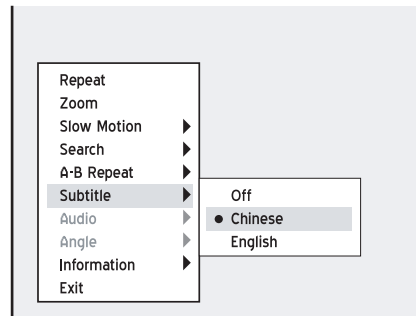 Repeat
Zoom
Slow Motion
Search
A-B Repeat
Subtitle
Audio
Angle
Information
Exit
Off
Chinese
English